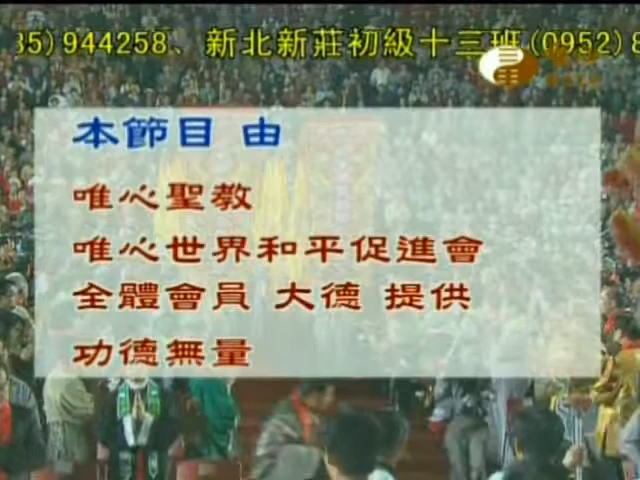 35)944258、新北新莊初級十三班(0952)8
本節目 由
唯心聖教
唯心世界和平促進會
全體會員 大德 提供
功德無量